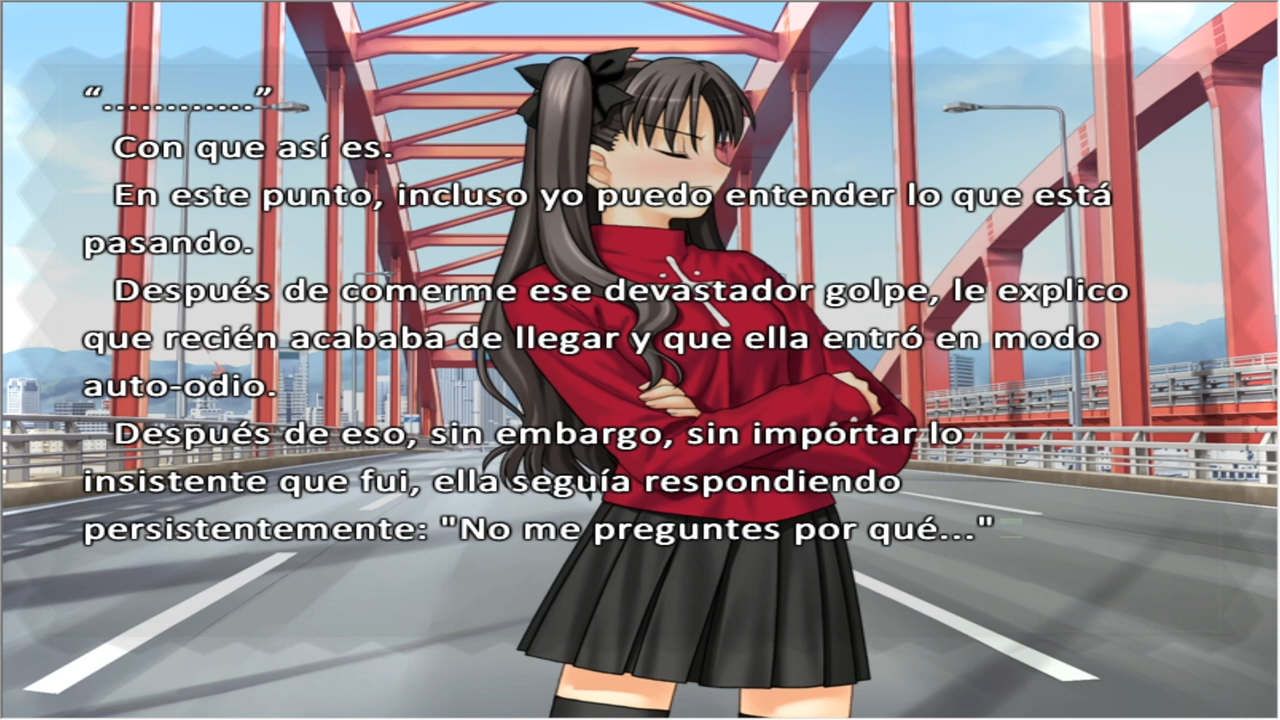 “............”
Con que así es.
En este punto, incluso yo puedo entender lo que está
pasando.
Después de comerme ese devastador golpe, le explico
que recién acababa de llegar y que ella entró en modo
auto-odio.
Después de eso, sin embargo, sin importar lo
insistente que fui, ella seguía respondiendo
persistentemente: "No me preguntes por qué..."